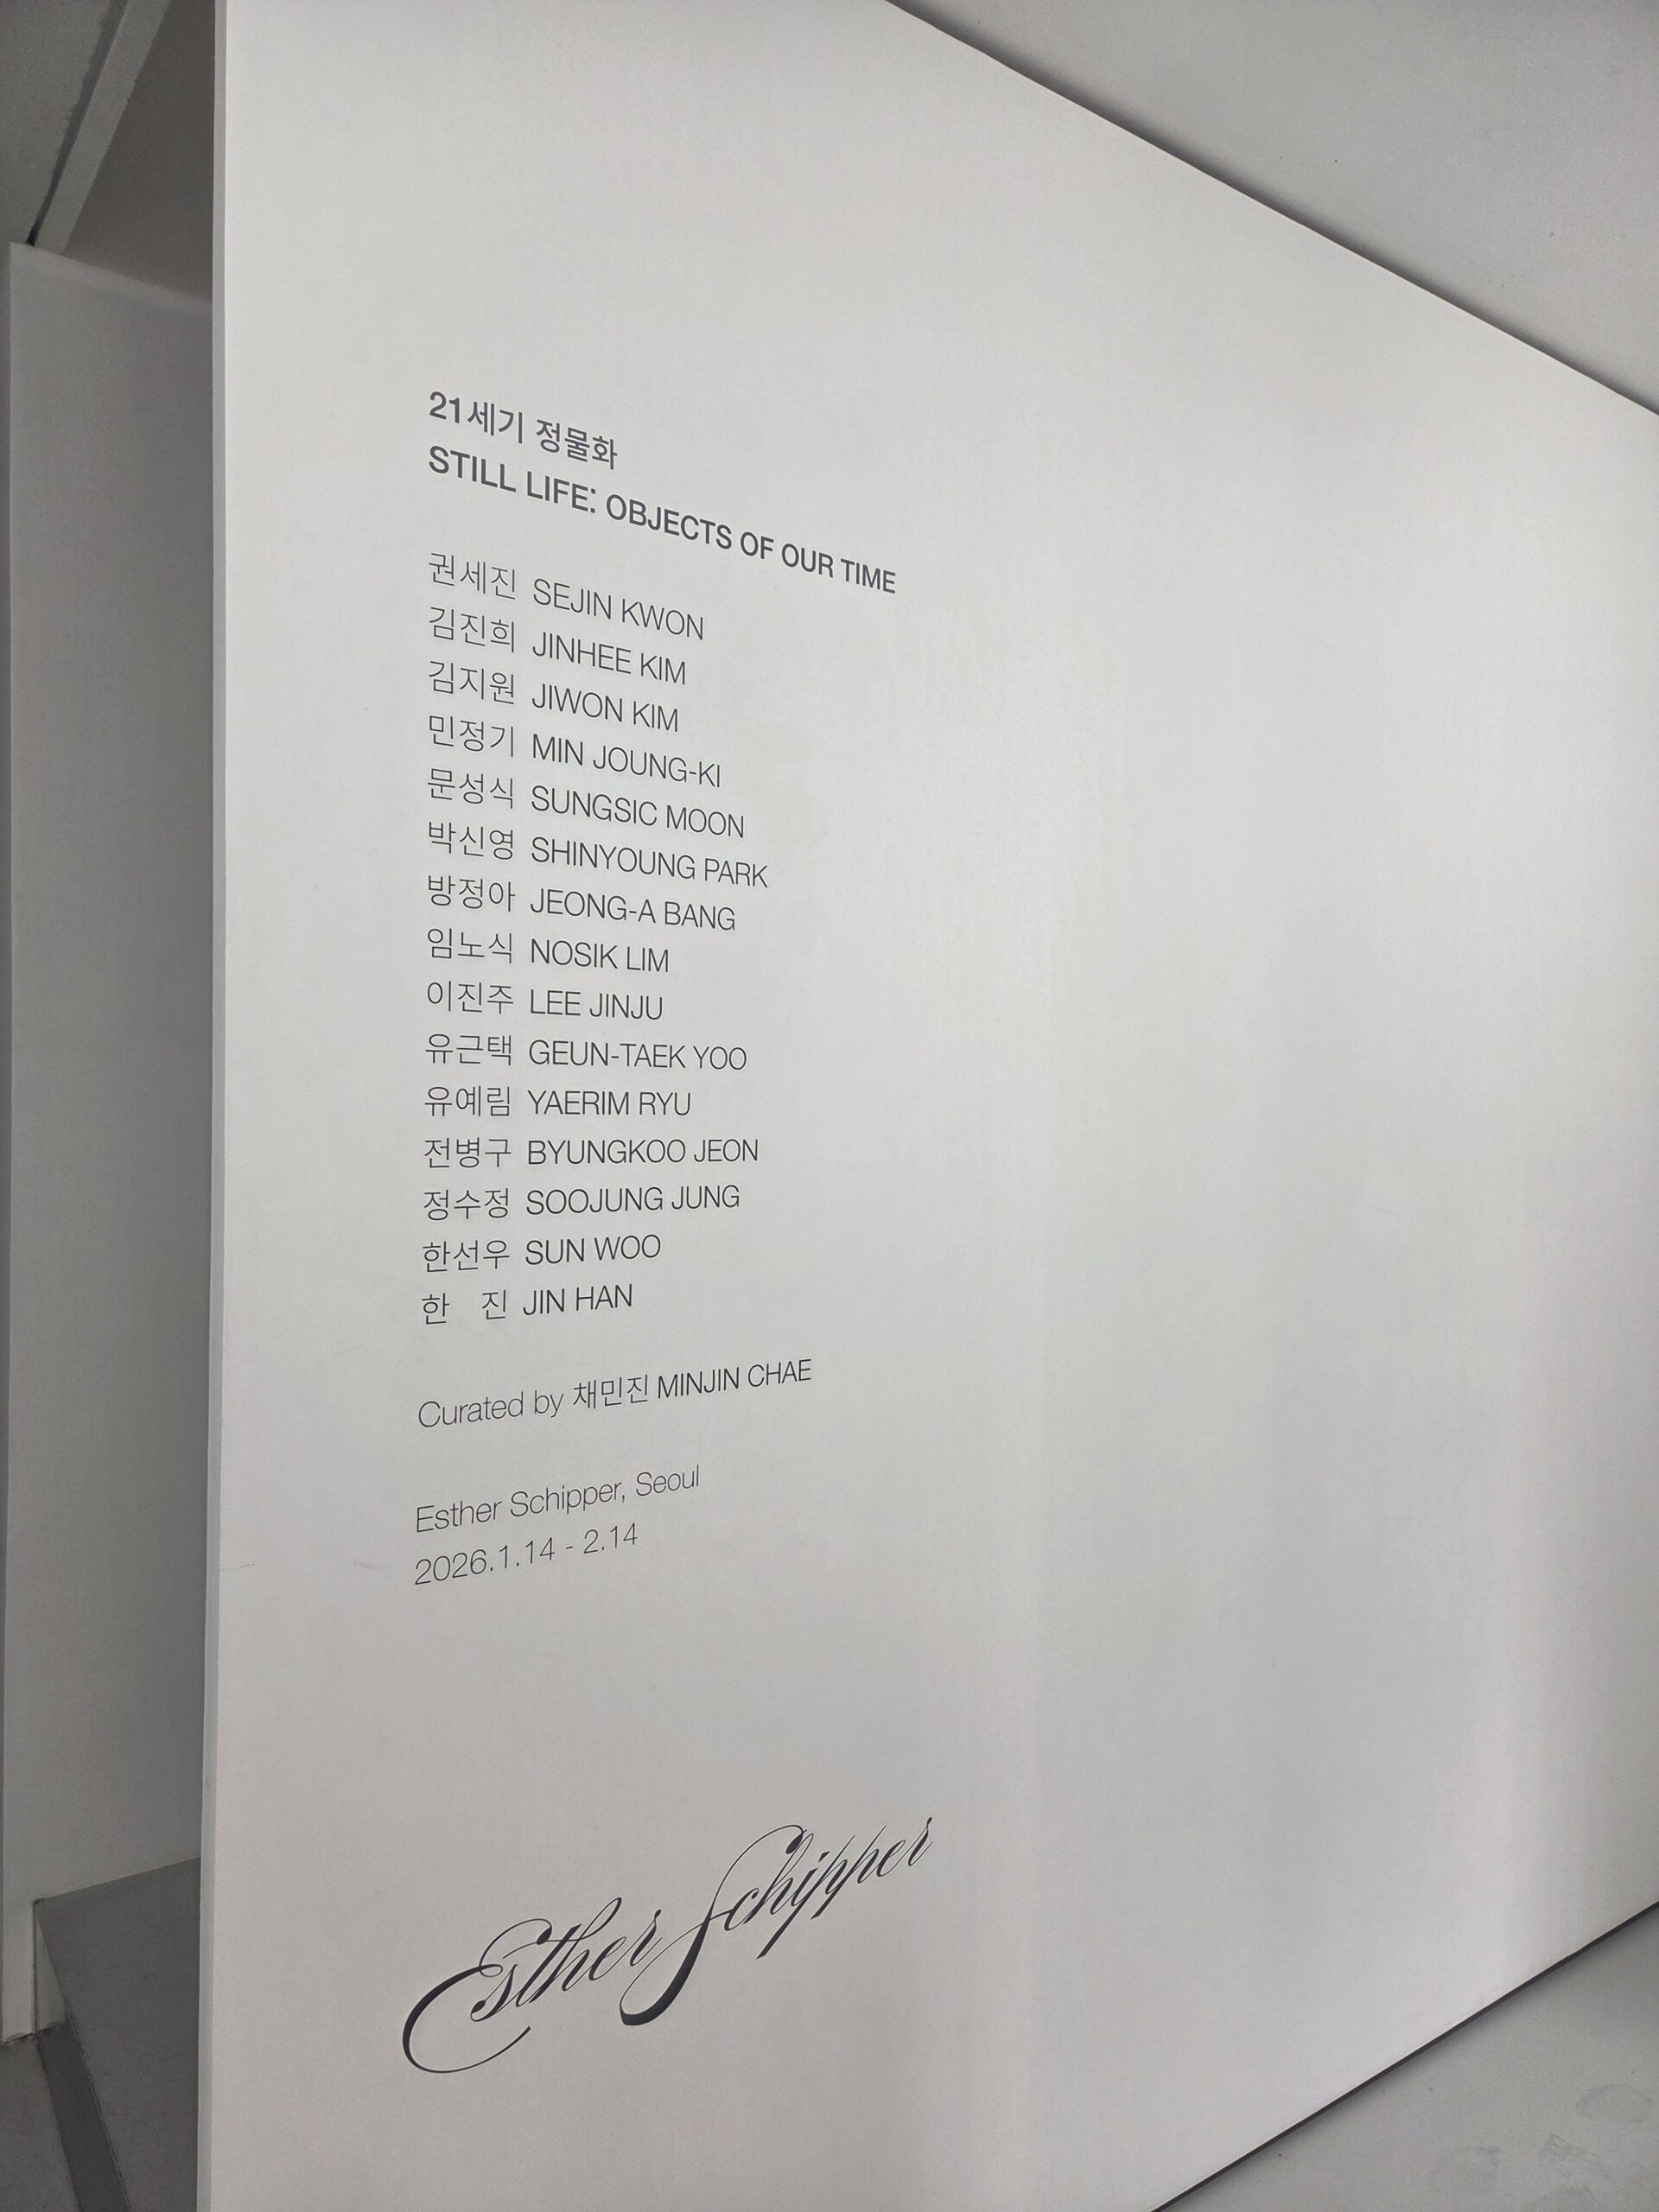 21세기 정물화
STILL LIFE: OBJECTS OF OUR TIME
권세진 SEJIN KWON
김진희 JINHEE KIM
김지원 JIWON KIM
민정기 MIN JOUNG-KI
문성식 SUNGSIC MOON
박신영 SHINYOUNG PARK
방정아 JEONG-A BANG
임노식 NOSIK LIM
이진주 LEE JINJU
유근택 GEUN-TAEK YOO
유예림 YAERIM RYU
전병구 BYUNGKOO JEON
정수정 SOOJUNG JUNG
한선우 SUN WOO
한 진 JIN HAN
Curated by 채민진 MINJIN CHAE
Esther Schipper, Seoul
2026.1.14 - 2.14
Esther Schipper